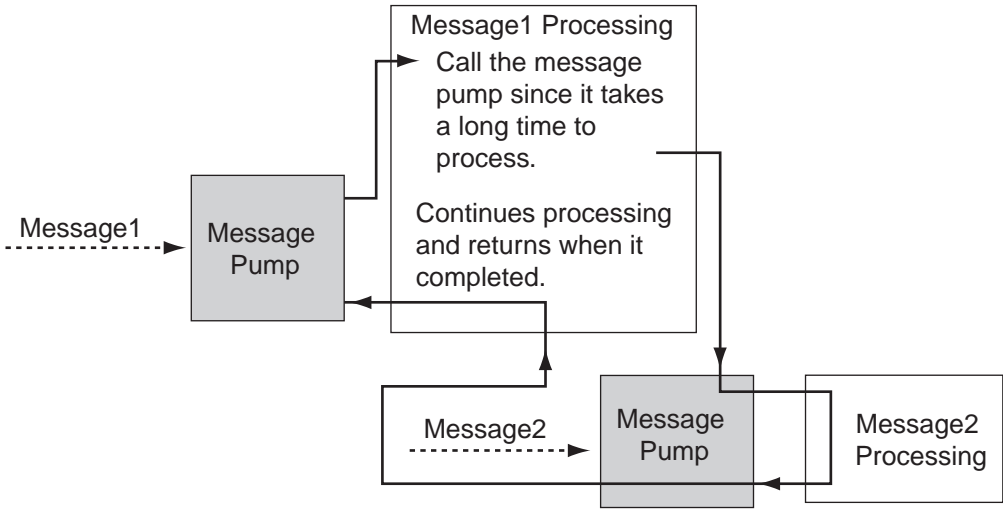 Message1 Processing
Call the message
pump since it takes
a long time to
process.
Message1
Message
Pump
Continues processing
and returns when it
completed.
Message2
Message
Pump
Message2
Processing